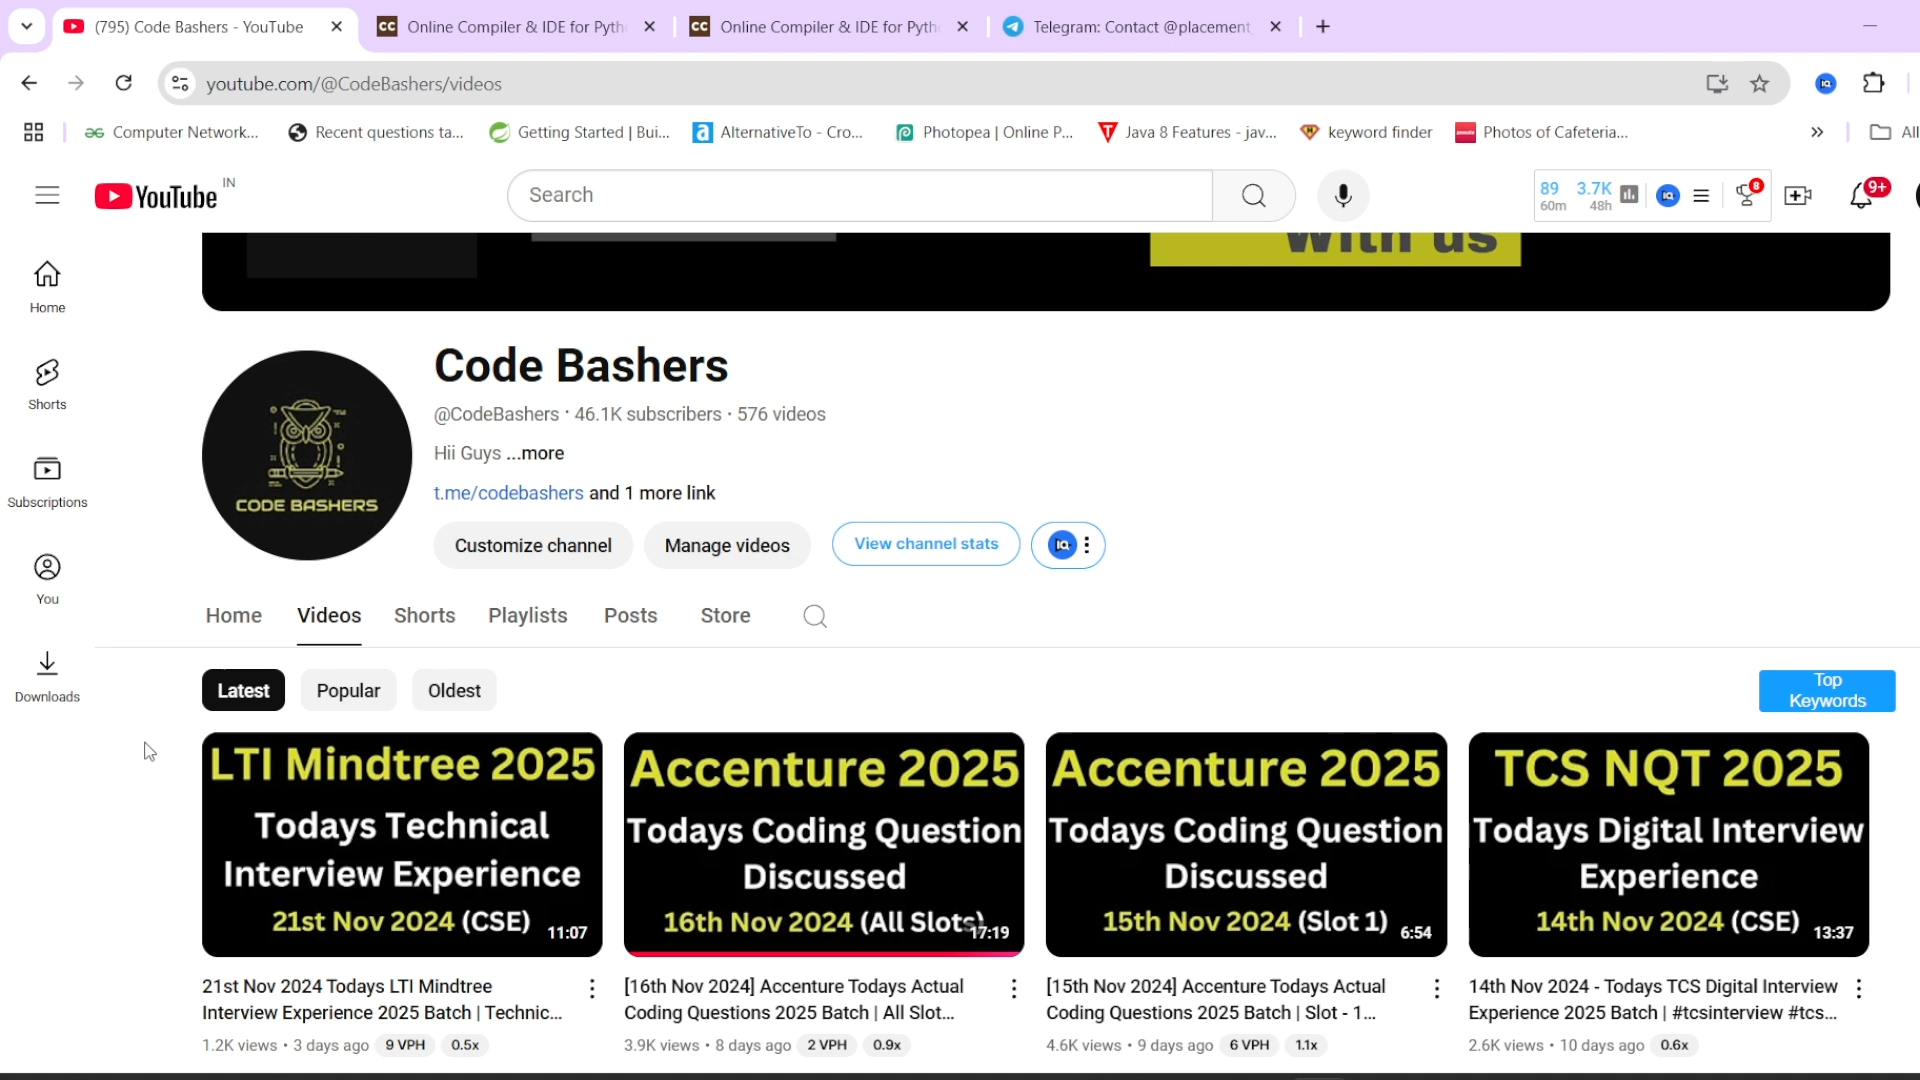 (795) Code Bashers - YouTube
Online Compiler & IDE for Pyth
Online Compiler & IDE for Pyth
Telegram: Contact @placement_
youtube.com/@CodeBashers/videos
Computer Network...
Recent questions ta...
Getting Started | Bui...
AlternativeTo - Cro...
Photopea | Online P...
Java 8 Features - jav...
keyword finder
Photos of Cafeteria...
All
YouTube IN
Search
89 60m
3.7K 48h
8
9+
with us
Home
Shorts
Subscriptions
You
Downloads
CODE BASHERS
Code Bashers
@CodeBashers · 46.1K subscribers · 576 videos
Hii Guys ...more
t.me/codebashers and 1 more link
Customize channel
Manage videos
View channel stats
Home
Videos
Shorts
Playlists
Posts
Store
Latest
Popular
Oldest
Top
Keywords
LTI Mindtree 2025
Todays Technical
Interview Experience
21st Nov 2024 (CSE)
11:07
21st Nov 2024 Todays LTI Mindtree
Interview Experience 2025 Batch | Technic...
1.2K views • 3 days ago 9 VPH 0.5x
Accenture 2025
Todays Coding Question
Discussed
16th Nov 2024 (All Slots)
17:19
[16th Nov 2024] Accenture Todays Actual
Coding Questions 2025 Batch | All Slot...
3.9K views • 8 days ago 2 VPH 0.9x
Accenture 2025
Todays Coding Question
Discussed
15th Nov 2024 (Slot 1)
6:54
[15th Nov 2024] Accenture Todays Actual
Coding Questions 2025 Batch | Slot - 1...
4.6K views • 9 days ago 6 VPH 1.1x
TCS NQT 2025
Todays Digital Interview
Experience
14th Nov 2024 (CSE)
13:37
14th Nov 2024 - Todays TCS Digital Interview
Experience 2025 Batch | #tcsinterview #tcs...
2.6K views • 10 days ago 0.6x